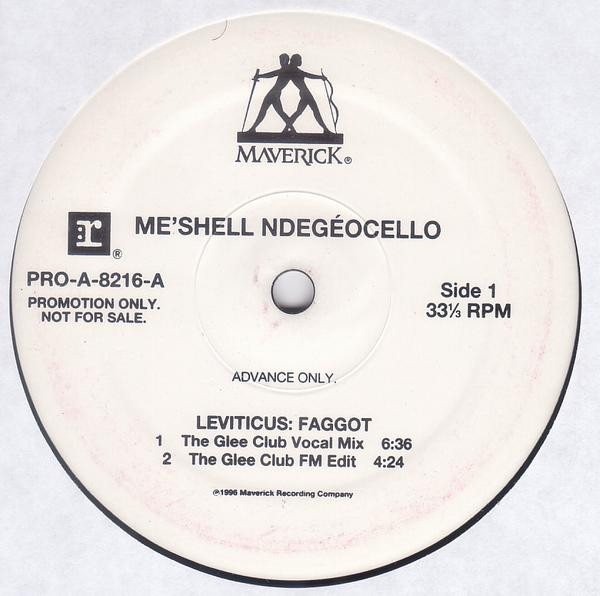 MAVERICK®
r®
ME'SHELL NDEGÉOCELLO
PRO-A-8216-A
PROMOTION ONLY.
NOT FOR SALE.
Side 1
33⅓ RPM
ADVANCE ONLY.
LEVITICUS: FAGGOT
1 The Glee Club Vocal Mix 6:36
2 The Glee Club FM Edit 4:24
℗1996 Maverick Recording Company